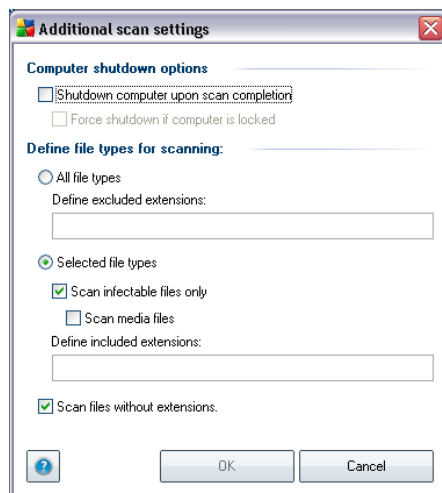 Additional scan settings
Computer shutdown options
Shutdown computer upon scan completion
Force shutdown if computer is locked
Define file types for scanning:
All file types
Define excluded extensions:
Selected file types
Scan infectable files only
Scan media files
Define included extensions:
Scan files without extensions.
? OK Cancel